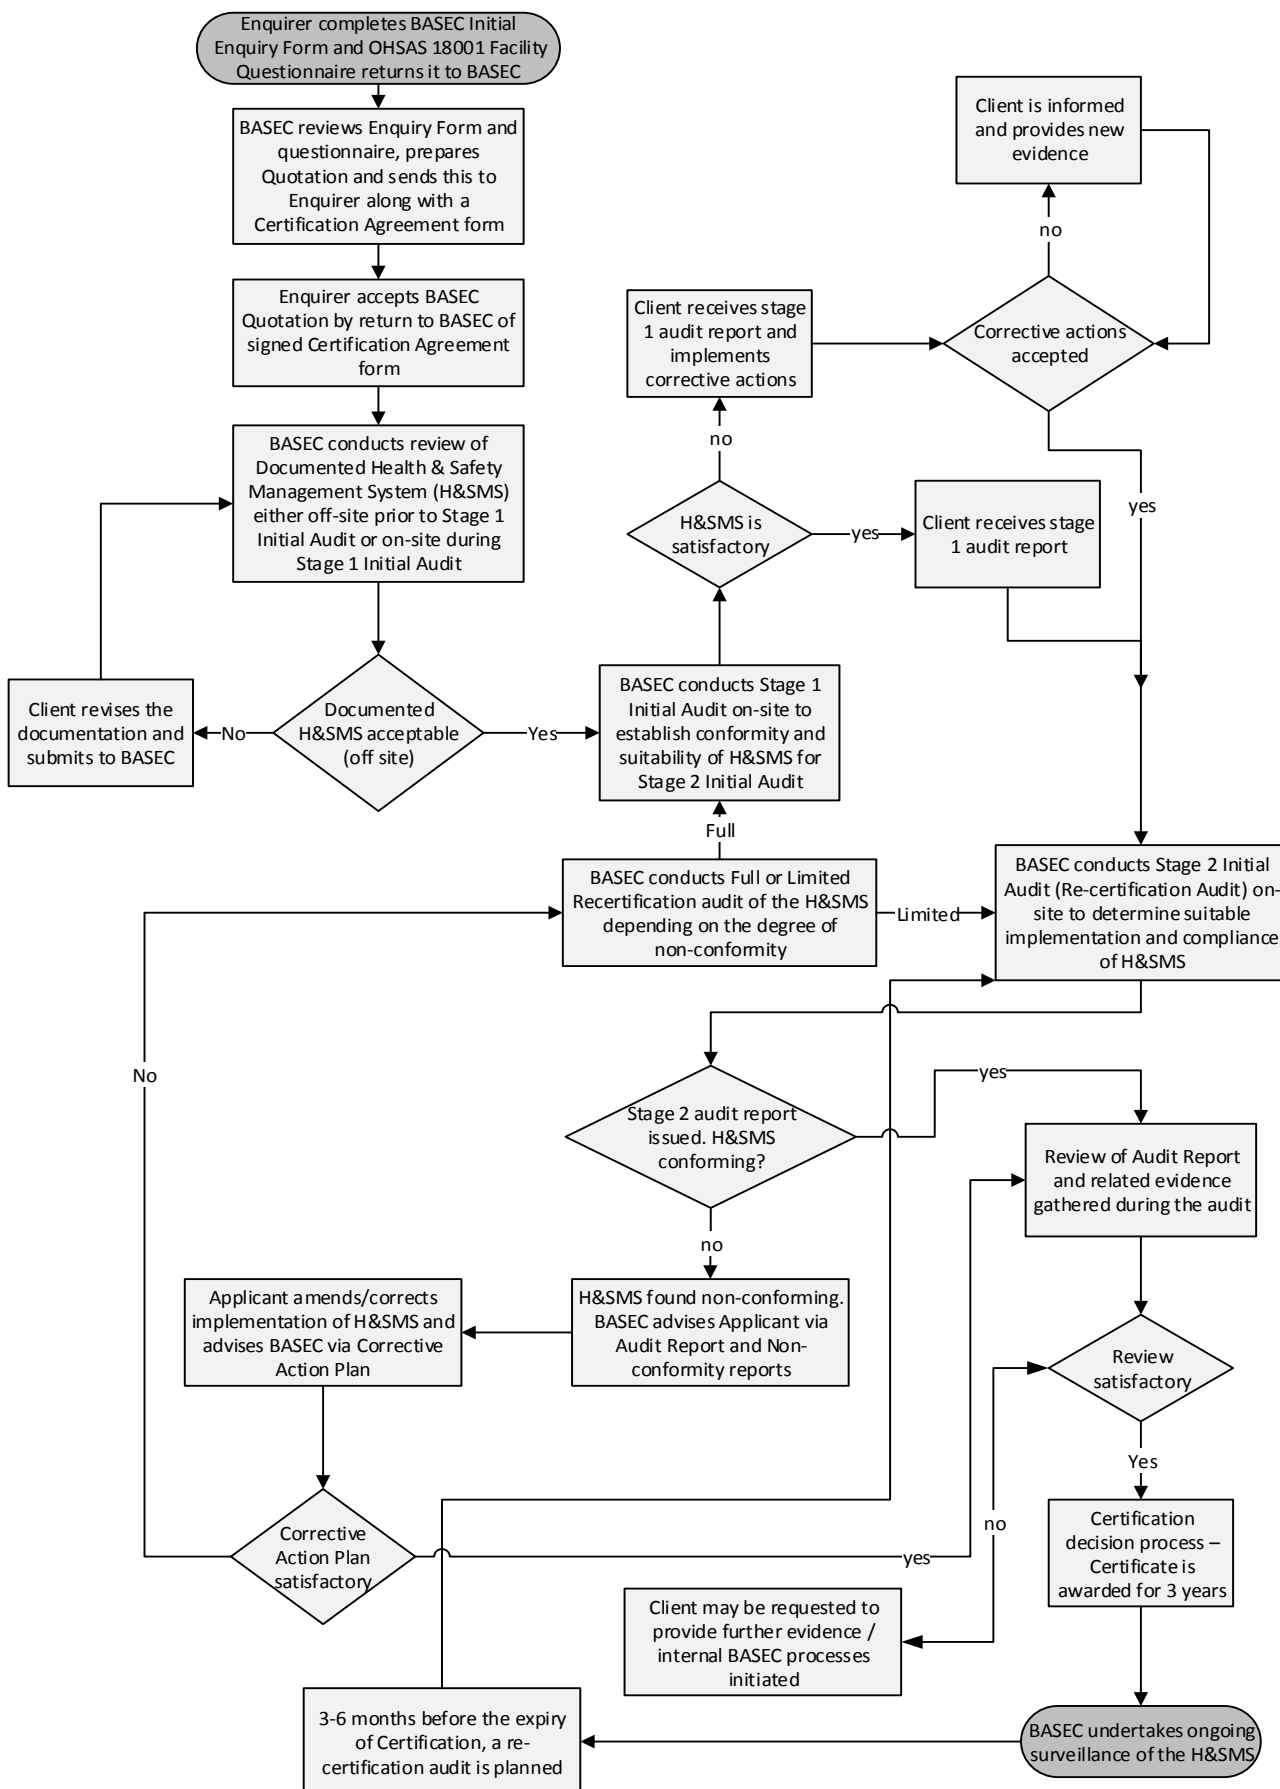 Enquirer completes BASEC Initial
Enquiry Form and OHSAS 18001 Facility
Questionnaire returns it to BASEC
BASEC reviews Enquiry Form and
questionnaire, prepares
Quotation and sends this to
Enquirer along with a
Certification Agreement form
Enquirer accepts BASEC
Quotation by return to BASEC of
signed Certification Agreement
form
BASEC conducts review of
Documented Health & Safety
Management System (H&SMS)
either off-site prior to Stage 1
Initial Audit or on-site during
Stage 1 Initial Audit
Documented
H&SMS acceptable
(off site)
No
Client revises the
documentation and
submits to BASEC
Yes
BASEC conducts Stage 1
Initial Audit on-site to
establish conformity and
suitability of H&SMS for
Stage 2 Initial Audit
H&SMS is
satisfactory
no
Client receives stage
1 audit report and
implements
corrective actions
yes
Client receives stage
1 audit report
Corrective actions
accepted
no
Client is informed
and provides new
evidence
yes
Full
BASEC conducts Full or Limited
Recertification audit of the H&SMS
depending on the degree of
non-conformity
Limited
BASEC conducts Stage 2 Initial
Audit (Re-certification Audit) on-
site to determine suitable
implementation and compliance
of H&SMS
Stage 2 audit report
issued. H&SMS
conforming?
yes
Review of Audit Report
and related evidence
gathered during the audit
no
H&SMS found non-conforming.
BASEC advises Applicant via
Audit Report and Non-
conformity reports
Applicant amends/corrects
implementation of H&SMS and
advises BASEC via Corrective
Action Plan
Corrective
Action Plan
satisfactory
No
yes
Review
satisfactory
no
Client may be requested to
provide further evidence /
internal BASEC processes
initiated
Yes
Certification
decision process –
Certificate is
awarded for 3 years
BASEC undertakes ongoing
surveillance of the H&SMS
3-6 months before the expiry
of Certification, a re-
certification audit is planned